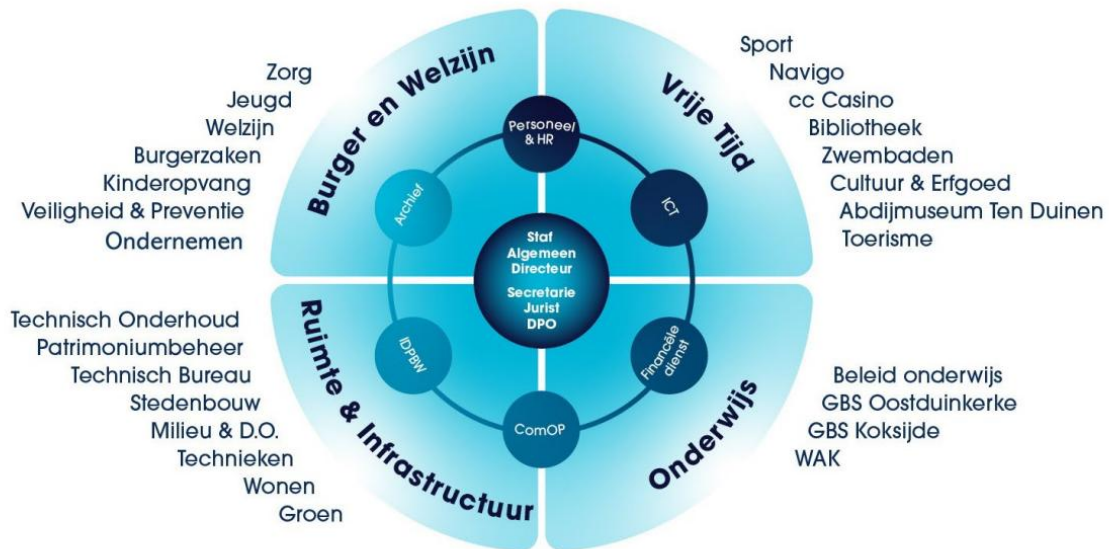 Burger en Welzijn
Zorg
Jeugd
Welzijn
Burgerzaken
Kinderopvang
Veiligheid & Preventie
Ondernemen
Vrije Tijd
Sport
Navigo
cc Casino
Bibliotheek
Zwembaden
Cultuur & Erfgoed
Abdijmuseum Ten Duinen
Toerisme
Personeel
& HR
Archief
ICT
Staf
Algemeen
Directeur
Secretarie
Jurist
DPO
IDPBW
Financiële
dienst
ComOP
Ruimte & Infrastructuur
Technisch Onderhoud
Patrimoniumbeheer
Technisch Bureau
Stedenbouw
Milieu & D.O.
Technieken
Wonen
Groen
Onderwijs
Beleid onderwijs
GBS Oostduinkerke
GBS Koksijde
WAK